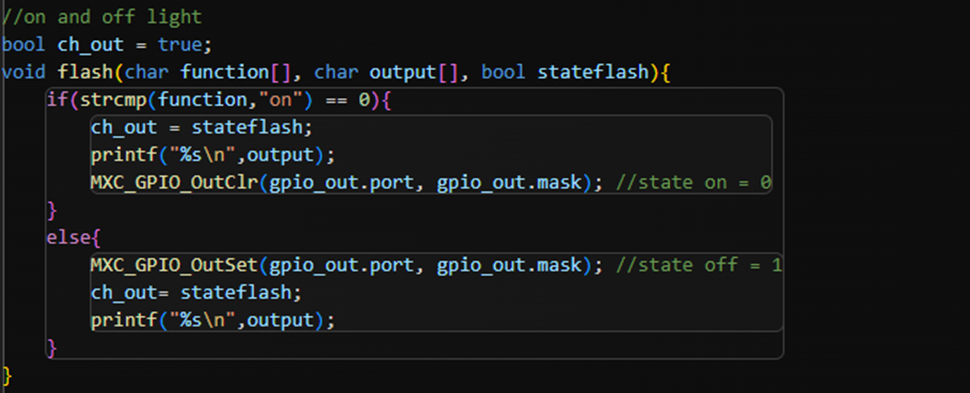 //on and off light
bool ch_out = true;
void flash(char function[], char output[], bool stateflash){
if(strcmp(function,"on") == 0){
ch_out = stateflash;
printf("%s\n",output);
MXC_GPIO_OutClr(gpio_out.port, gpio_out.mask); //state on = 0
}
else{
MXC_GPIO_OutSet(gpio_out.port, gpio_out.mask); //state off = 1
ch_out= stateflash;
printf("%s\n",output);
}
}